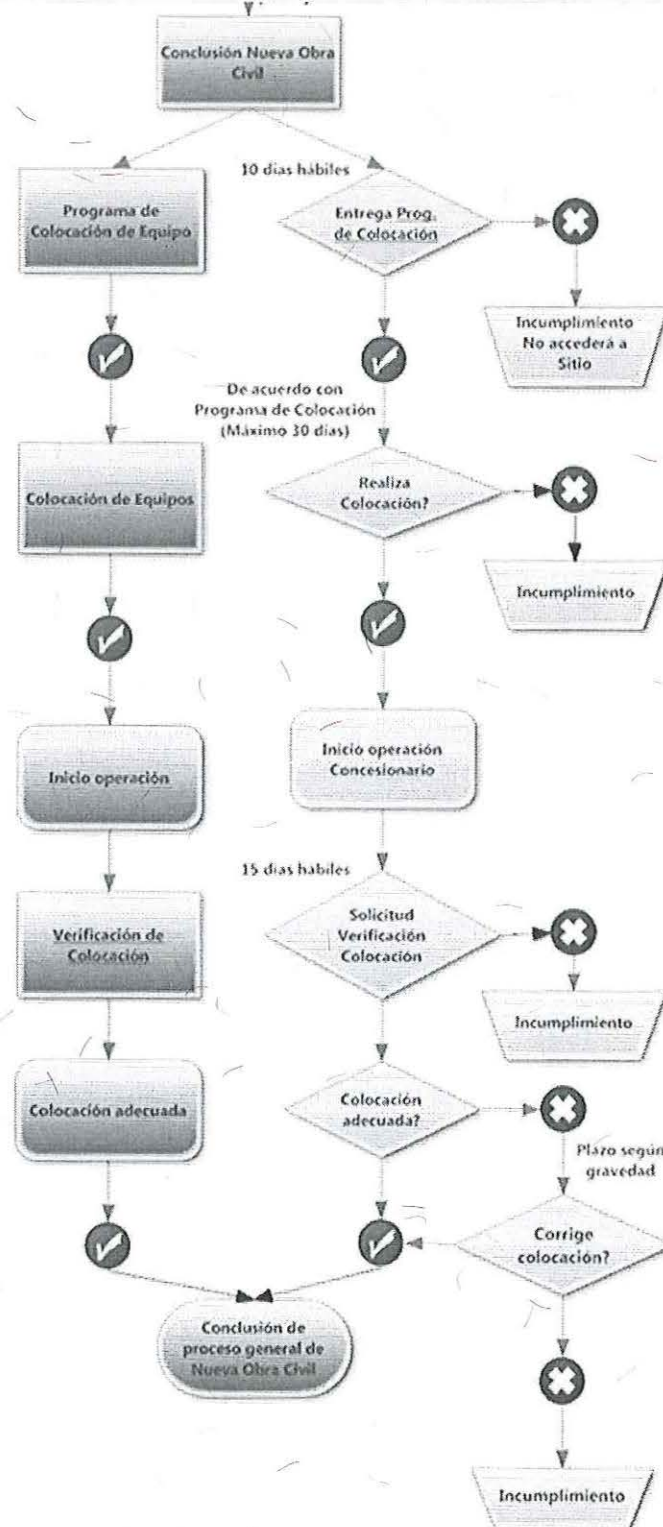 Conclusión Nueva Obra
Civil
10 días hábiles
Programa de
Colocación de Equipo
Entrega Prog.
de Colocación
Incumplimiento
No accederá a
Sitio
De acuerdo con
Programa de Colocación
(Máximo 30 días)
Colocación de Equipos
Realiza
Colocación?
Incumplimiento
Inicio operación
Inicio operación
Concesionario
15 días hábiles
Verificación de
Colocación
Solicitud
Verificación
Colocación
Incumplimiento
Colocación adecuada
Colocación
adecuada?
Plazo según
gravedad
Corrige
colocación?
Conclusión de
proceso general de
Nueva Obra Civil
Incumplimiento